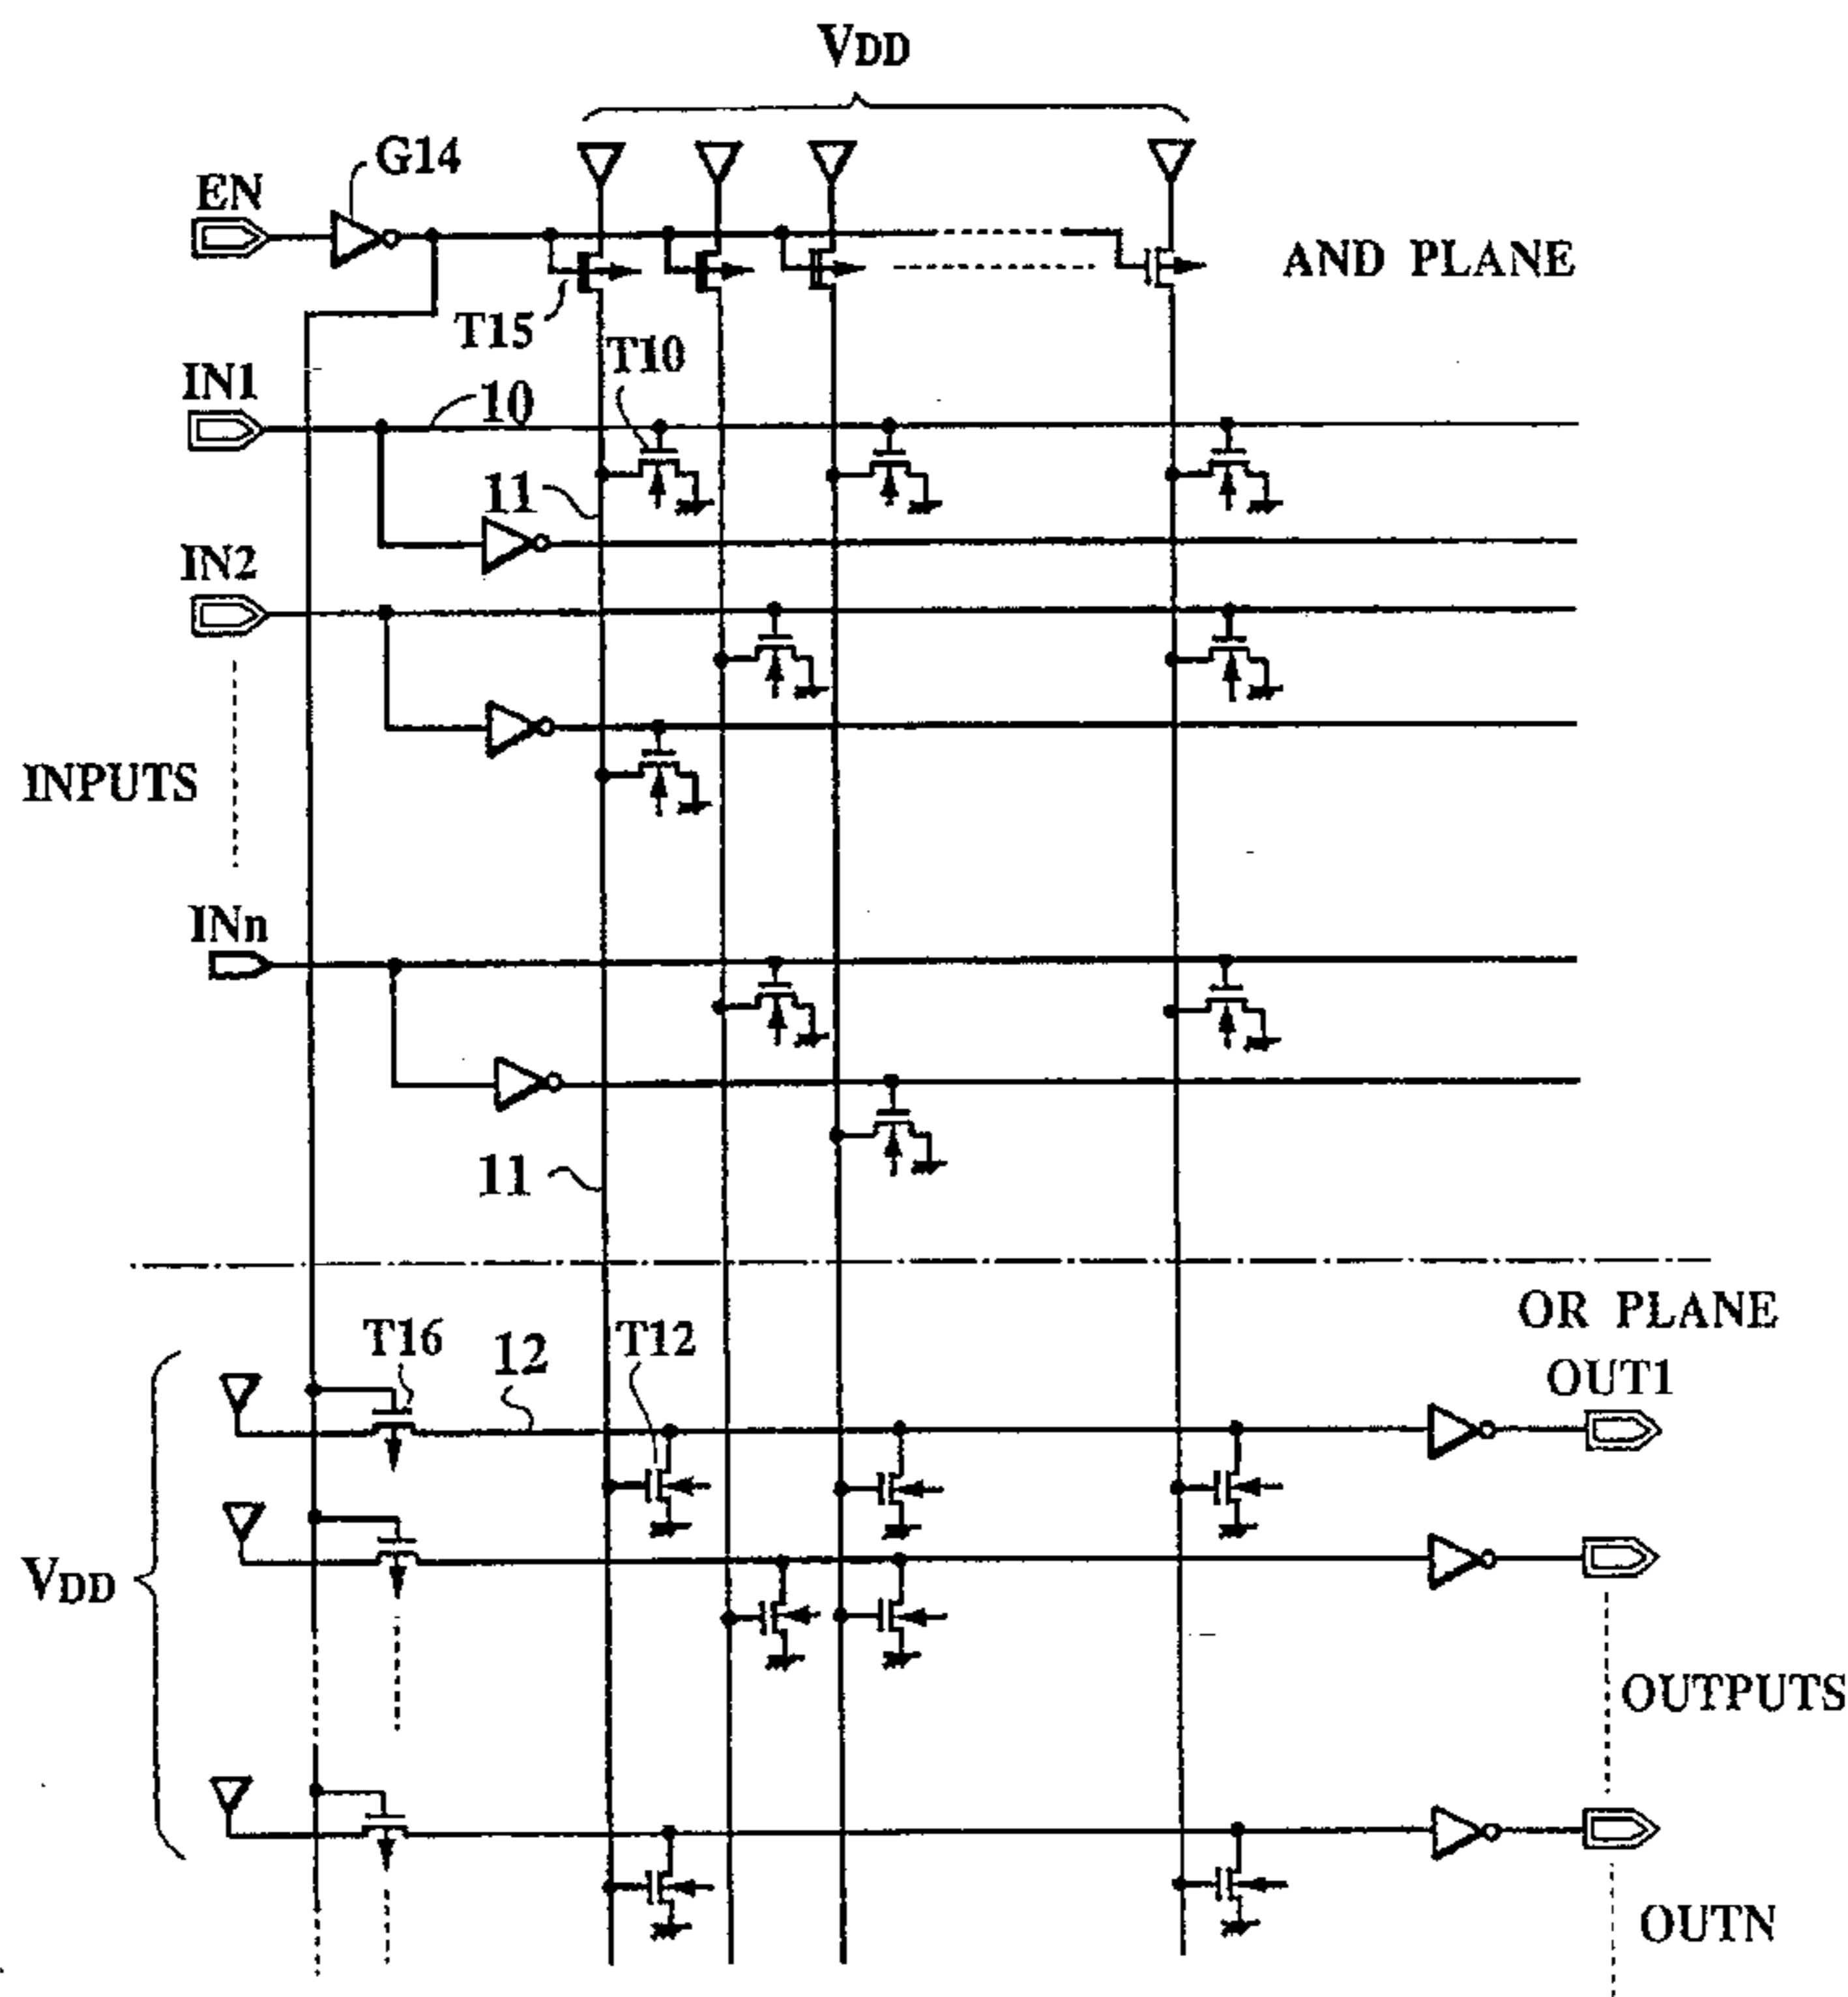 VDD
G14
EN
AND PLANE
T15
T10
IN1
10
11
IN2
INPUTS
INn
11
OR PLANE
T16
12
T12
OUT1
VDD
OUTPUTS
OUTN